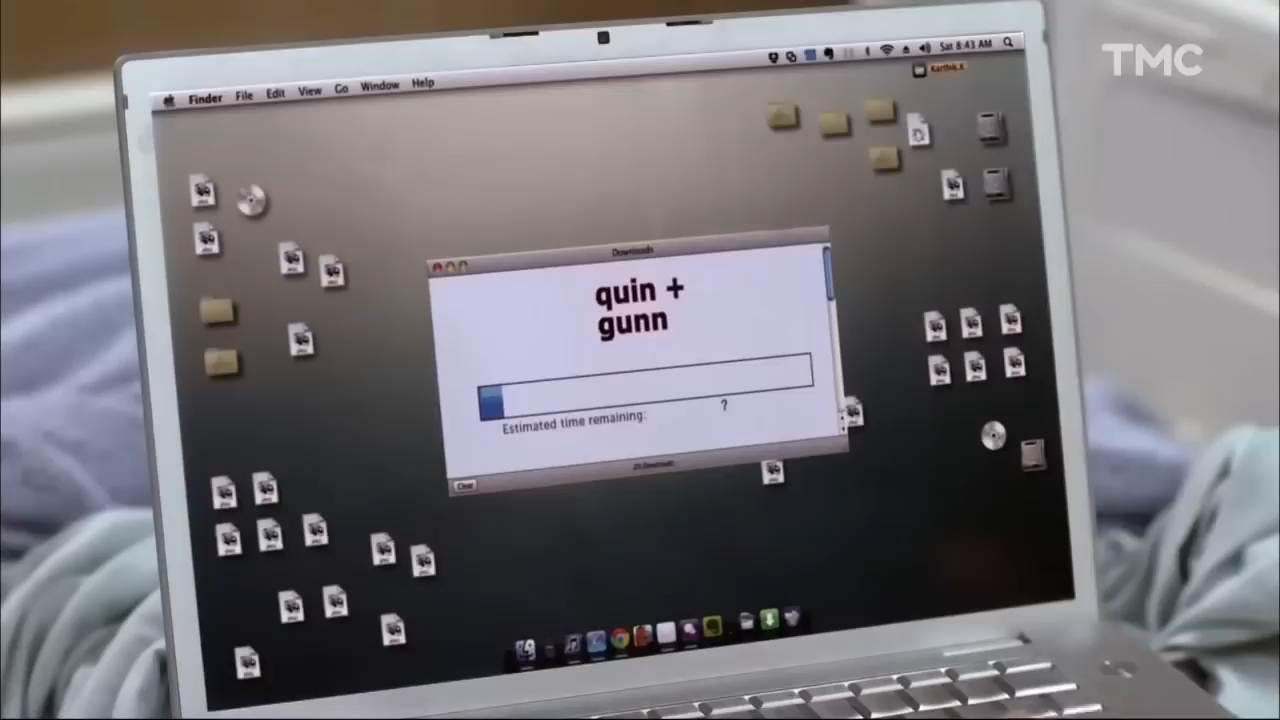 TMC
Finder File Edit View Go Window Help
Sat 8:43 AM
Downloads
quin +
gunn
Estimated time remaining: ?
Clear